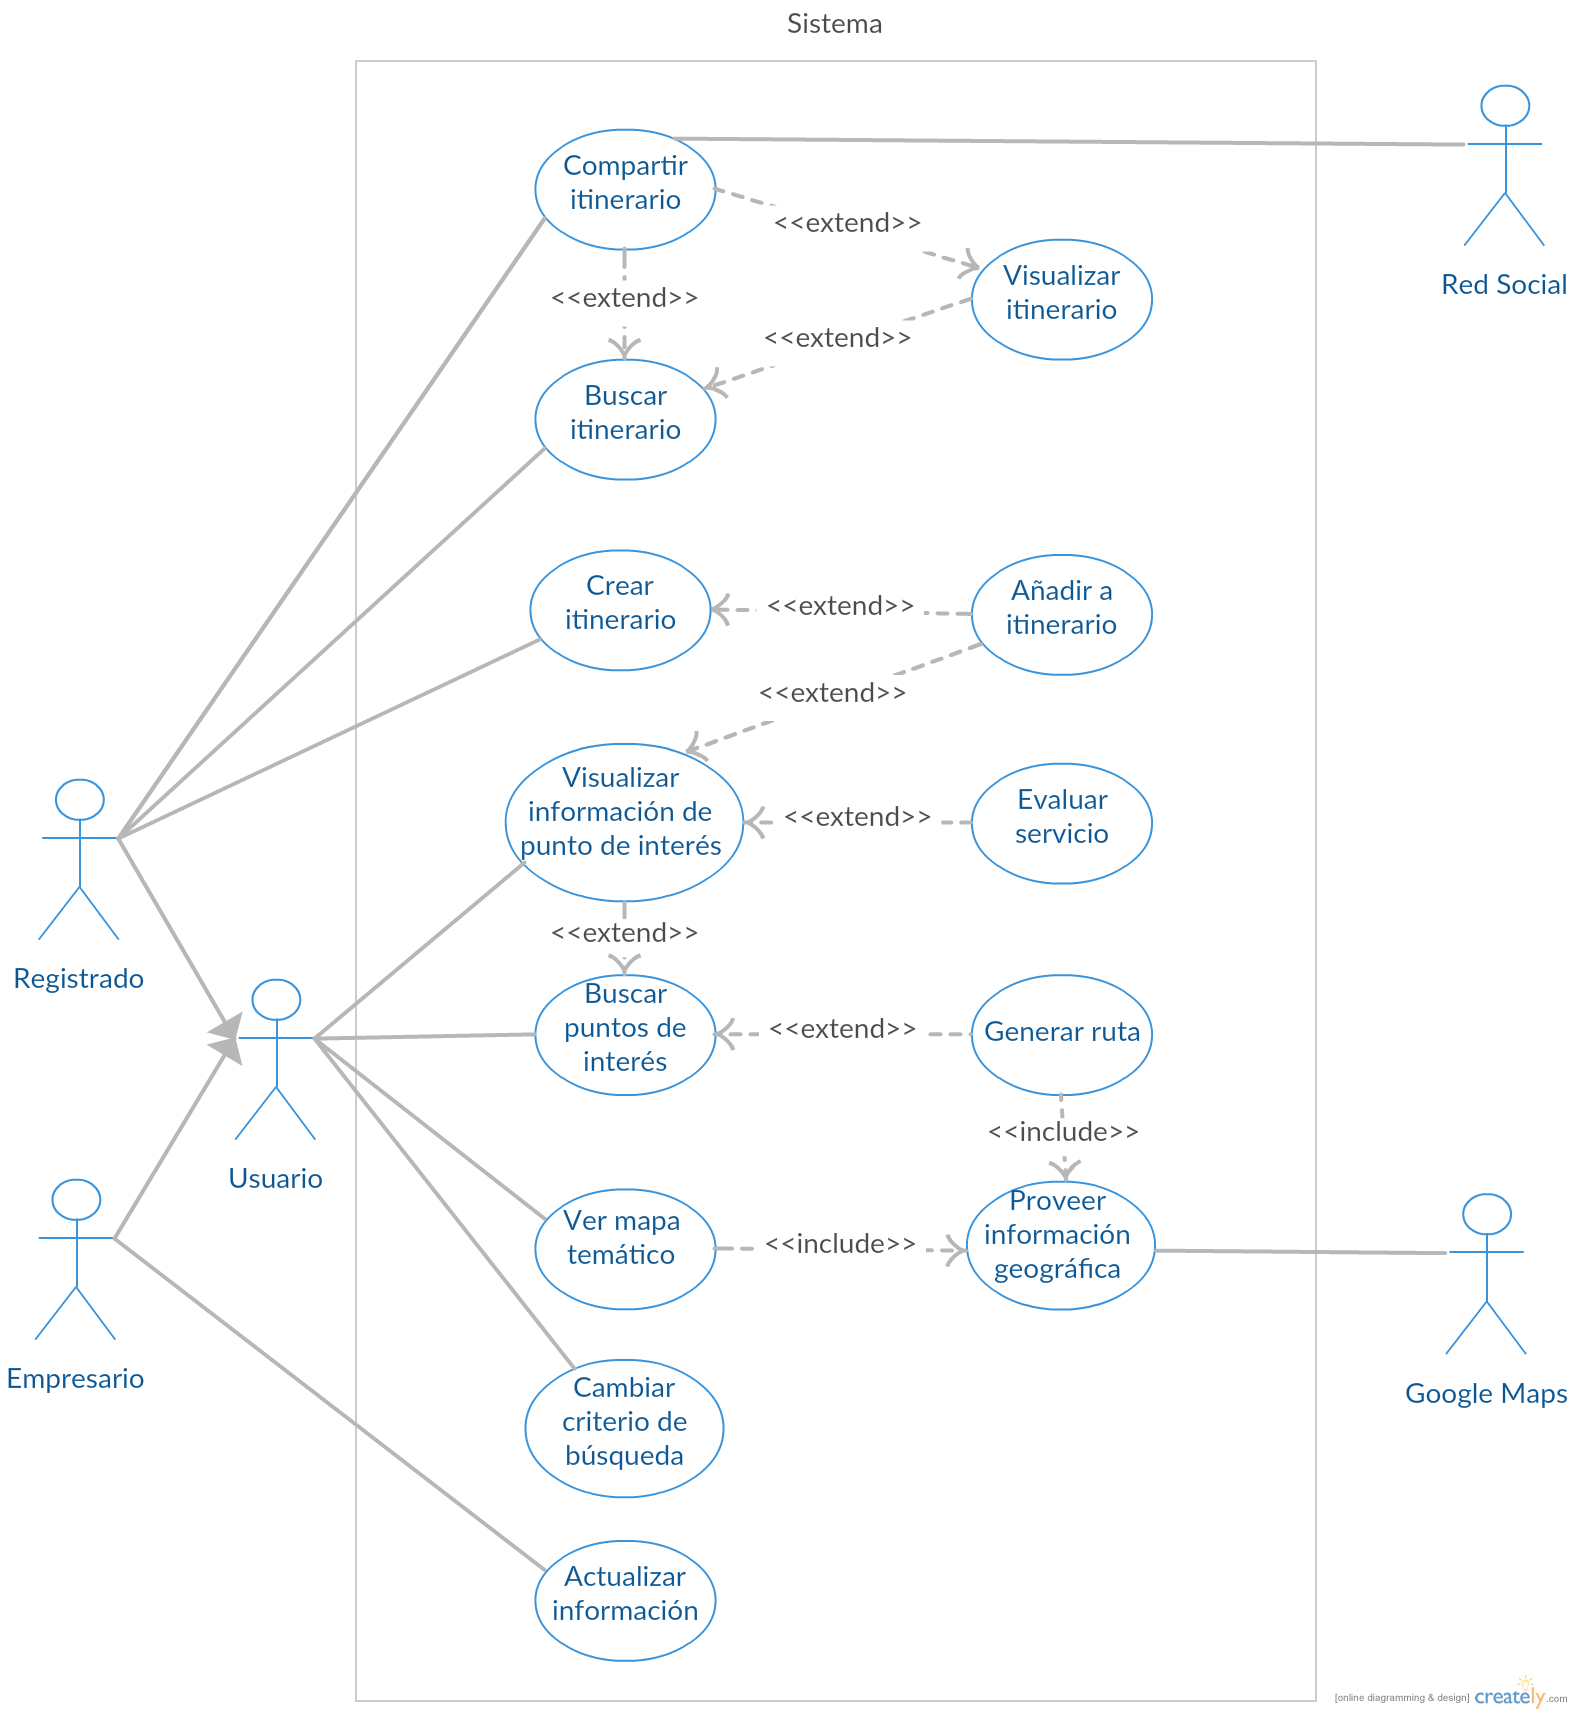 Sistema
Compartir
itinerario
<<extend>>
Visualizar
itinerario
Red Social
<<extend>>
<<extend>>
Buscar
itinerario
Crear
itinerario
<<extend>>
Añadir a
itinerario
<<extend>>
Visualizar
información de
punto de interés
<<extend>>
Evaluar
servicio
<<extend>>
Registrado
Buscar
puntos de
interés
<<extend>>
Generar ruta
<<include>>
Usuario
Ver mapa
temático
<<include>>
Proveer
información
geográfica
Empresario
Google Maps
Cambiar
criterio de
búsqueda
Actualizar
información
[online diagramming & design] creately.com